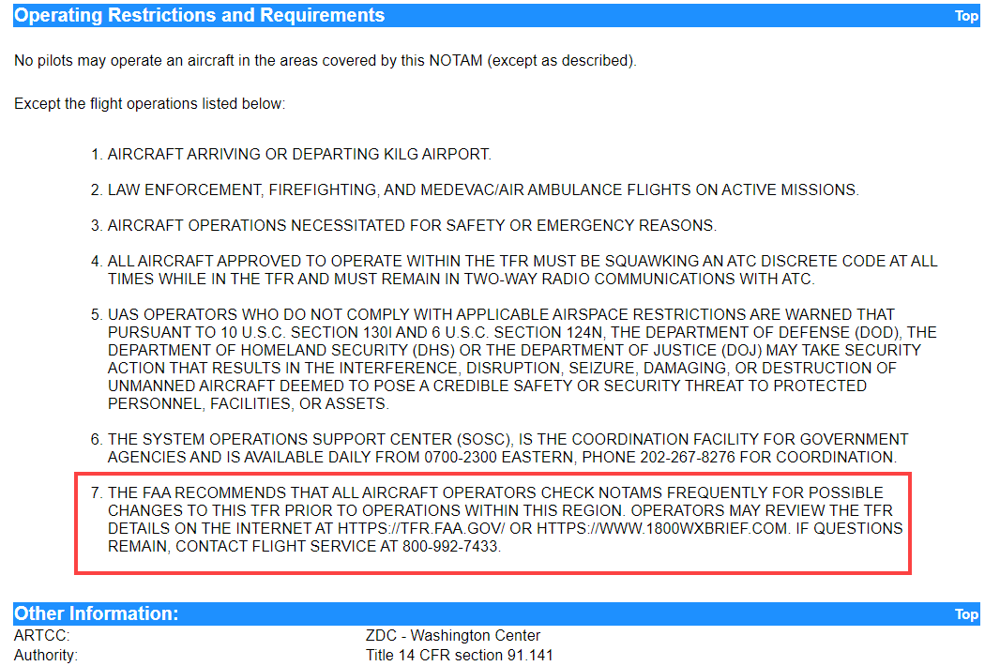 Operating Restrictions and Requirements Top
No pilots may operate an aircraft in the areas covered by this NOTAM (except as described).
Except the flight operations listed below:
1. AIRCRAFT ARRIVING OR DEPARTING KILG AIRPORT.
2. LAW ENFORCEMENT, FIREFIGHTING, AND MEDEVAC/AIR AMBULANCE FLIGHTS ON ACTIVE MISSIONS.
3. AIRCRAFT OPERATIONS NECESSITATED FOR SAFETY OR EMERGENCY REASONS.
4. ALL AIRCRAFT APPROVED TO OPERATE WITHIN THE TFR MUST BE SQUAWKING AN ATC DISCRETE CODE AT ALL
TIMES WHILE IN THE TFR AND MUST REMAIN IN TWO-WAY RADIO COMMUNICATIONS WITH ATC.
5. UAS OPERATORS WHO DO NOT COMPLY WITH APPLICABLE AIRSPACE RESTRICTIONS ARE WARNED THAT
PURSUANT TO 10 U.S.C. SECTION 130I AND 6 U.S.C. SECTION 124N, THE DEPARTMENT OF DEFENSE (DOD), THE
DEPARTMENT OF HOMELAND SECURITY (DHS) OR THE DEPARTMENT OF JUSTICE (DOJ) MAY TAKE SECURITY
ACTION THAT RESULTS IN THE INTERFERENCE, DISRUPTION, SEIZURE, DAMAGING, OR DESTRUCTION OF
UNMANNED AIRCRAFT DEEMED TO POSE A CREDIBLE SAFETY OR SECURITY THREAT TO PROTECTED
PERSONNEL, FACILITIES, OR ASSETS.
6. THE SYSTEM OPERATIONS SUPPORT CENTER (SOSC), IS THE COORDINATION FACILITY FOR GOVERNMENT
AGENCIES AND IS AVAILABLE DAILY FROM 0700-2300 EASTERN, PHONE 202-267-8276 FOR COORDINATION.
7. THE FAA RECOMMENDS THAT ALL AIRCRAFT OPERATORS CHECK NOTAMS FREQUENTLY FOR POSSIBLE
CHANGES TO THIS TFR PRIOR TO OPERATIONS WITHIN THIS REGION. OPERATORS MAY REVIEW THE TFR
DETAILS ON THE INTERNET AT HTTPS://TFR.FAA.GOV/ OR HTTPS://WWW.1800WXBRIEF.COM. IF QUESTIONS
REMAIN, CONTACT FLIGHT SERVICE AT 800-992-7433.
Other Information: Top
ARTCC: ZDC - Washington Center
Authority: Title 14 CFR section 91.141